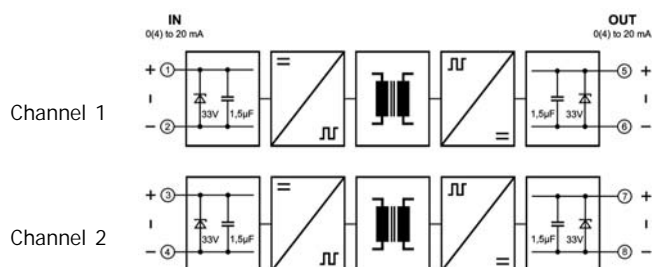 IN OUT
0(4) to 20 mA 0(4) to 20 mA
+ 1 5 +
Channel 1 I 33V 1,5µF 1,5µF 33V I
− 2 6 −
+ 3 7 +
Channel 2 I 33V 1,5µF 1,5µF 33V I
− 4 8 −